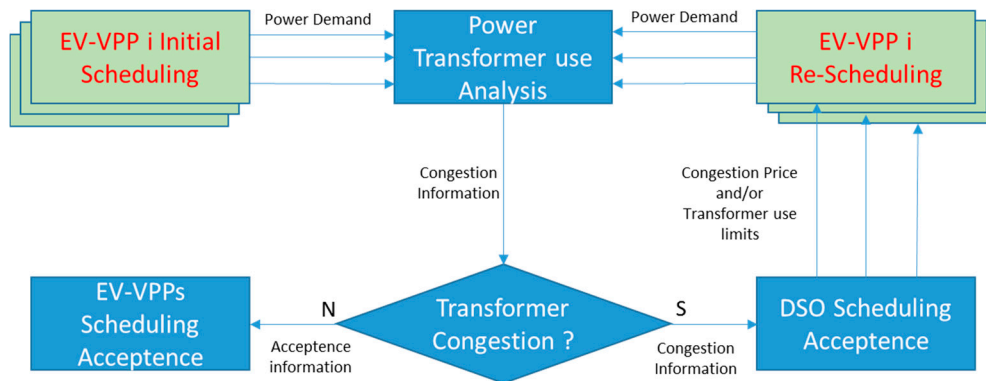 EV-VPP i Initial
Scheduling
Power Demand
Power
Transformer use
Analysis
Power Demand
EV-VPP i
Re-Scheduling
Congestion
Information
Congestion Price
and/or
Transformer use
limits
EV-VPPs
Scheduling
Acceptence
N
Acceptence
information
Transformer
Congestion ?
S
Congestion
Information
DSO Scheduling
Acceptence